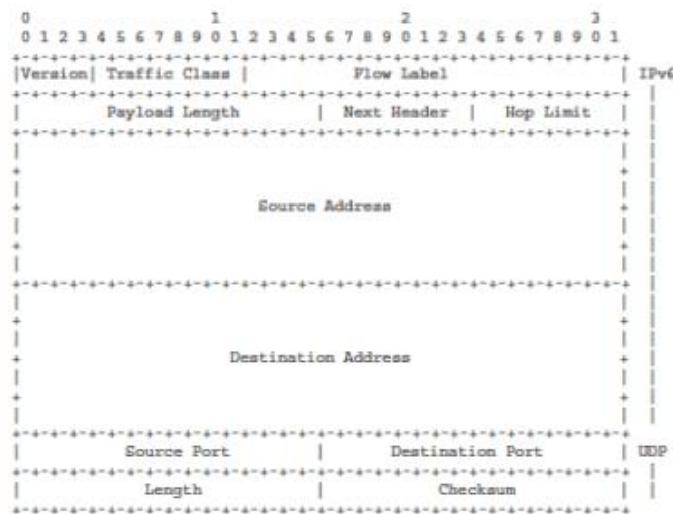 0                   1                   2                   3
0 1 2 3 4 5 6 7 8 9 0 1 2 3 4 5 6 7 8 9 0 1 2 3 4 5 6 7 8 9 0 1
|Version| Traffic Class | Flow Label | IPv6
| Payload Length | Next Header | Hop Limit |
Source Address
Destination Address
| Source Port | Destination Port | UDP
| Length | Checksum |